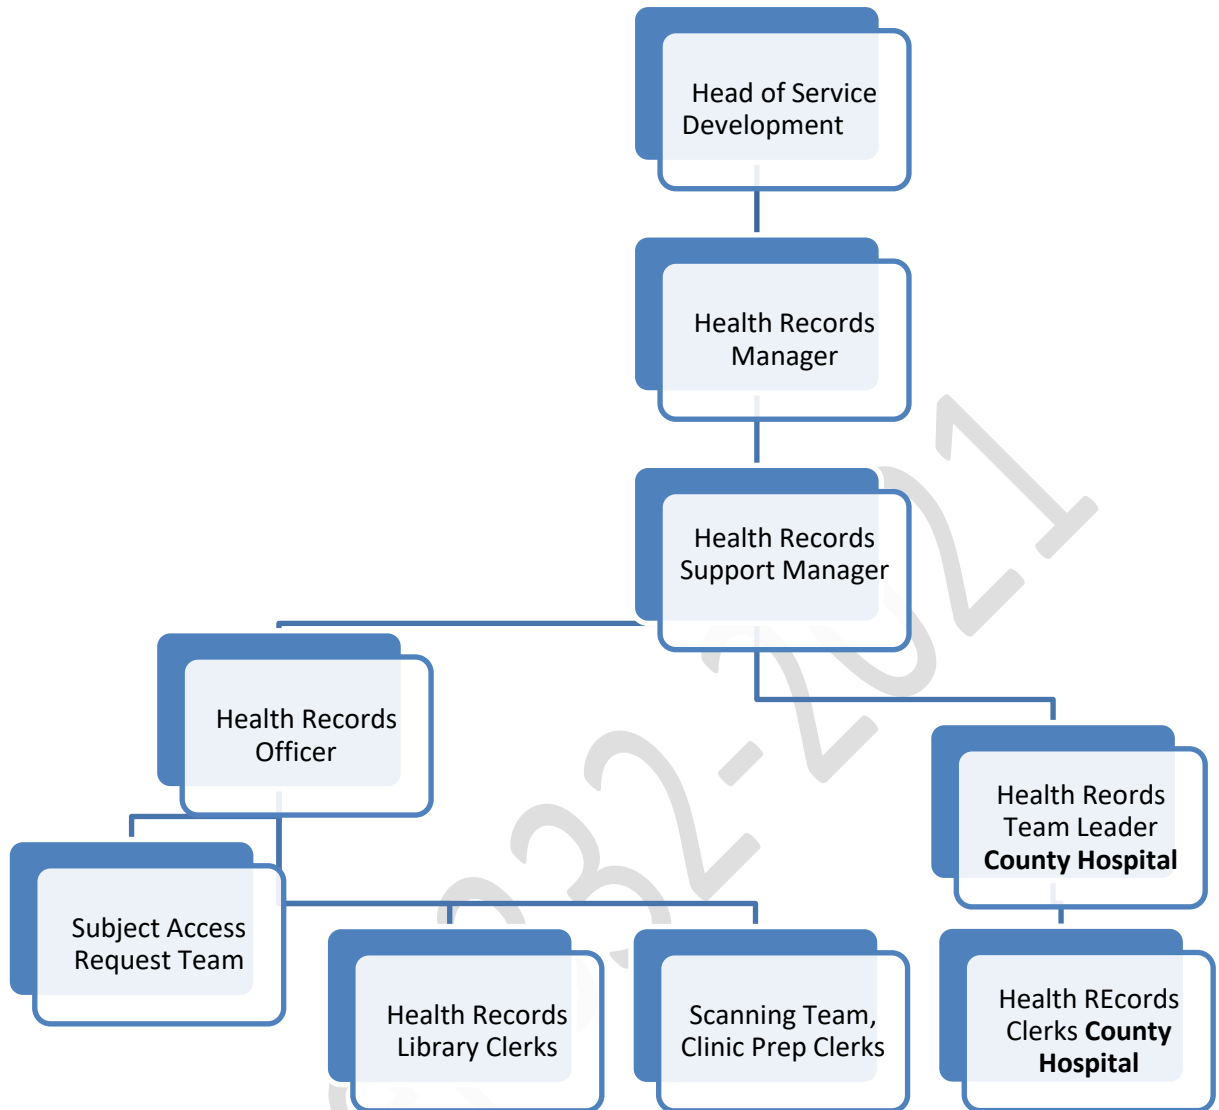 Head of Service
Development
Health Records
Manager
Health Records
Support Manager
Health Records
Officer
Health Reords
Team Leader
County Hospital
Subject Access
Request Team
Health Records
Library Clerks
Scanning Team,
Clinic Prep Clerks
Health REcords
Clerks County
Hospital
32-2021